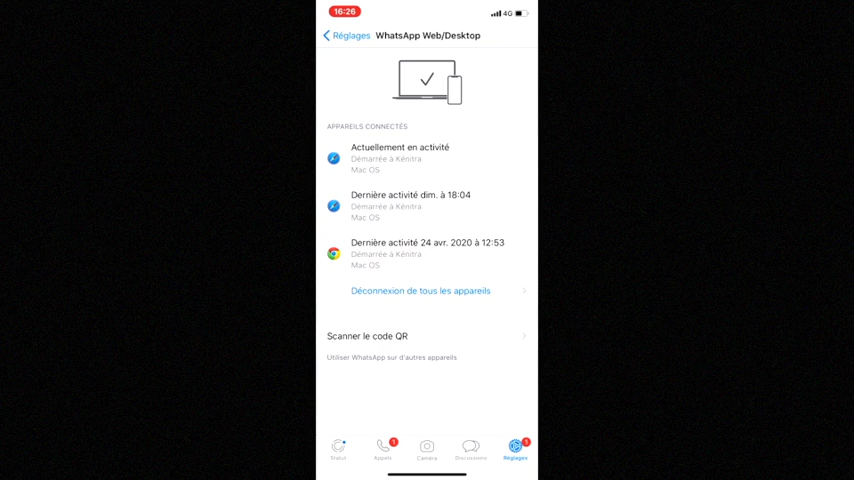 16:26
4G
Réglages WhatsApp Web/Desktop
APPAREILS CONNECTÉS
Actuellement en activité
Démarrée à Kénitra
Mac OS
Dernière activité dim. à 18:04
Démarrée à Kénitra
Mac OS
Dernière activité 24 avr. 2020 à 12:53
Démarrée à Kénitra
Mac OS
Déconnexion de tous les appareils
Scanner le code QR
Utiliser WhatsApp sur d'autres appareils
1 1
Statut Appels Caméra Discussions Réglages